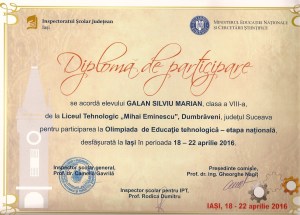 Inspectoratul Școlar Județean
Iași
Ministerul Educației Naționale
și Cercetării Științifice
Diploma de participare
se acordă elevului GALAN SILVIU MARIAN, clasa a VIII-a,
de la Liceul Tehnologic „Mihai Eminescu", Dumbrăveni, județul Suceava
pentru participarea la Olimpiada de Educație tehnologică – etapa națională,
desfășurată la Iași în perioada 18 – 22 aprilie 2016.
Inspector școlar general,
Prof. dr. Camelia Gavrilă
Președinte comisie,
Prof. dr. ing. Gheorghe Nagîț
Inspector școlar pentru IPT,
Prof. Rodica Dumitru
IAȘI, 18 – 22 aprilie 2016